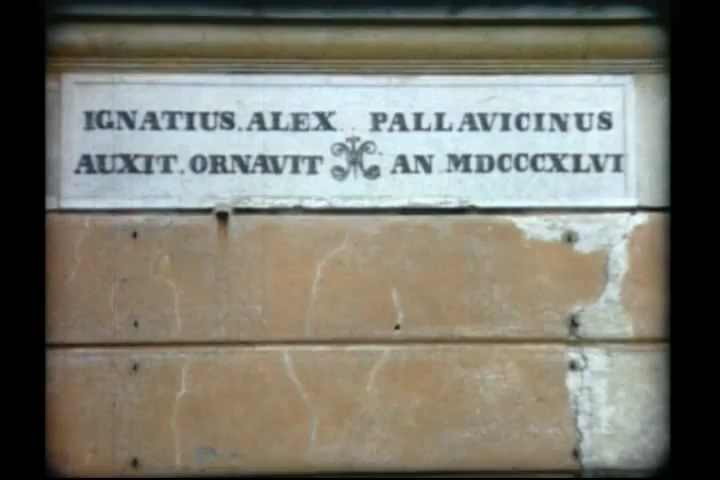 IGNATIUS.ALEX. PALLAVICINUS
AUXIT.ORNAVIT AN MDCCCXLVI